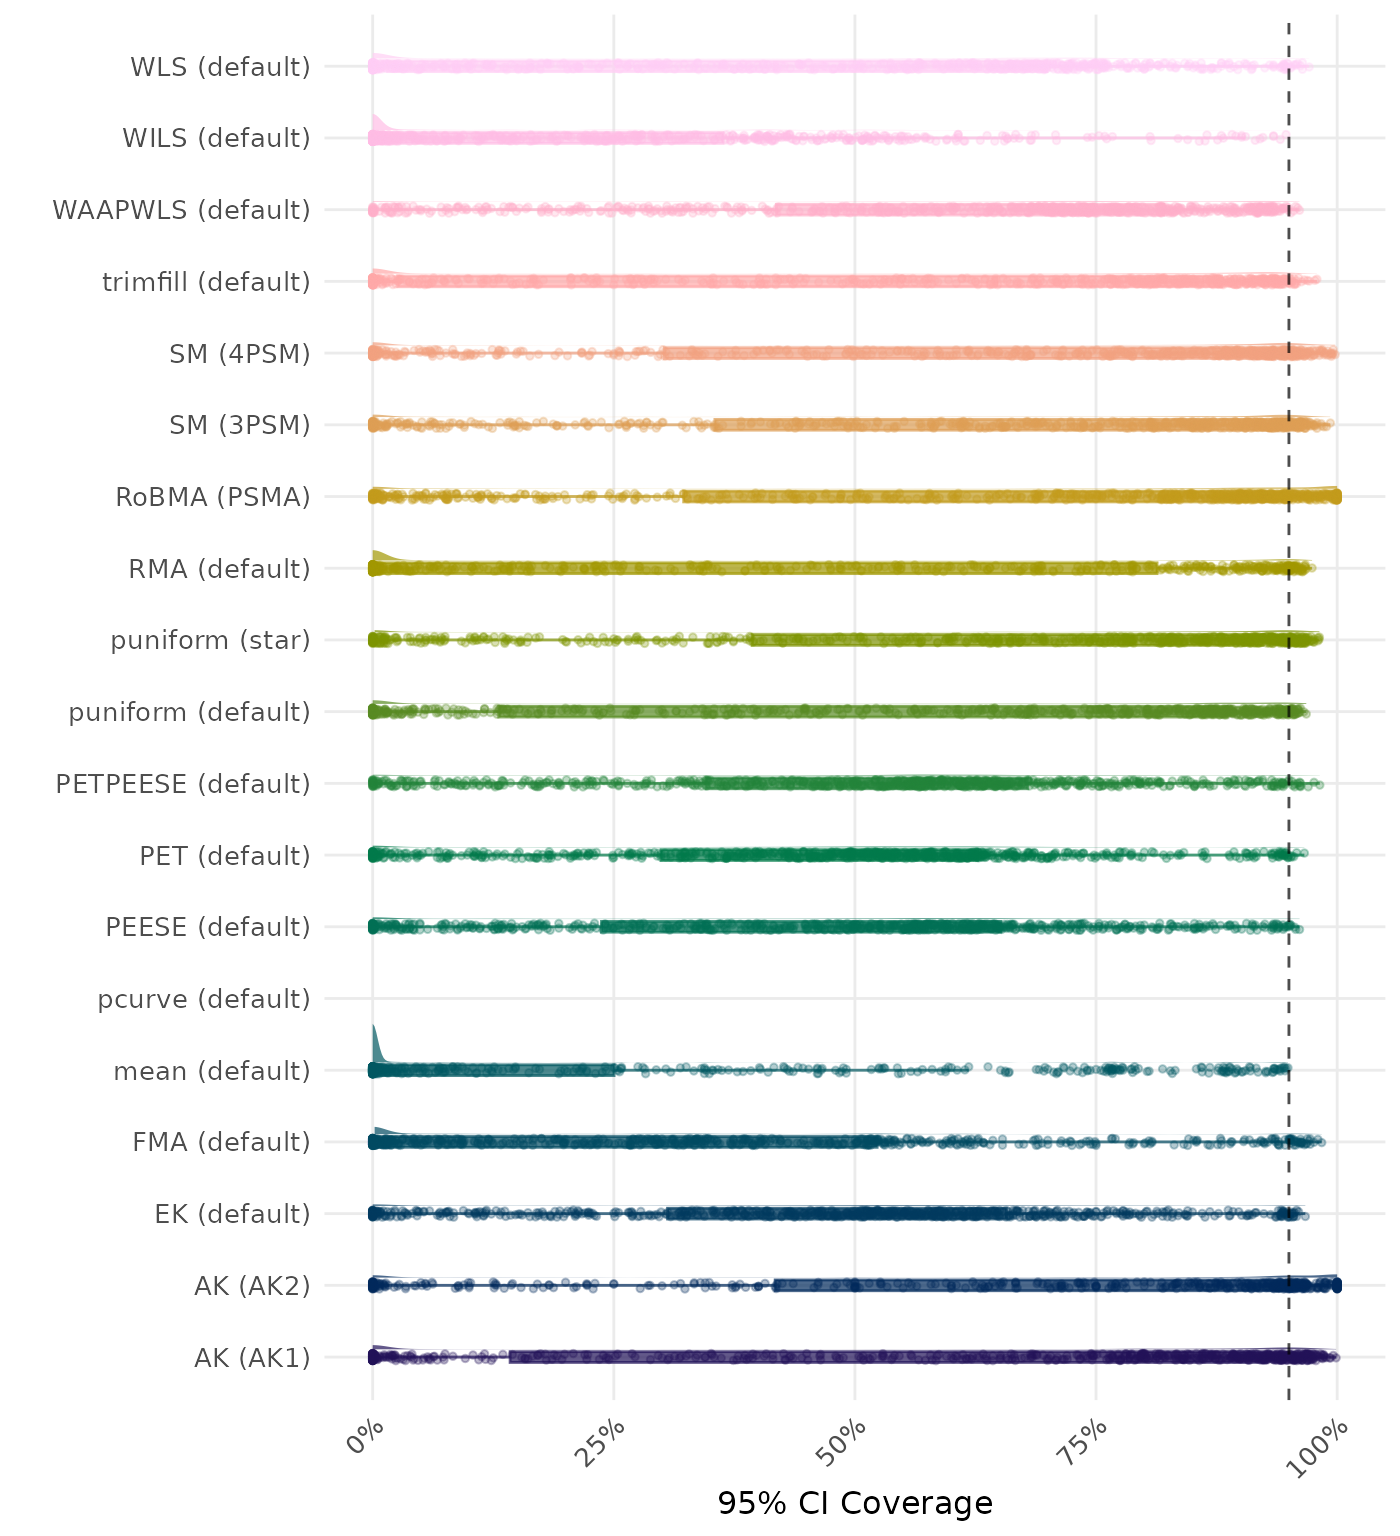 WLS (default)
WILS (default)
WAAPWLS (default)
trimfill (default)
SM (4PSM)
SM (3PSM)
RoBMA (PSMA)
RMA (default)
puniform (star)
puniform (default)
PETPEESE (default)
PET (default)
PEESE (default)
pcurve (default)
mean (default)
FMA (default)
EK (default)
AK (AK2)
AK (AK1)
0% 25% 50% 75% 100%
95% CI Coverage